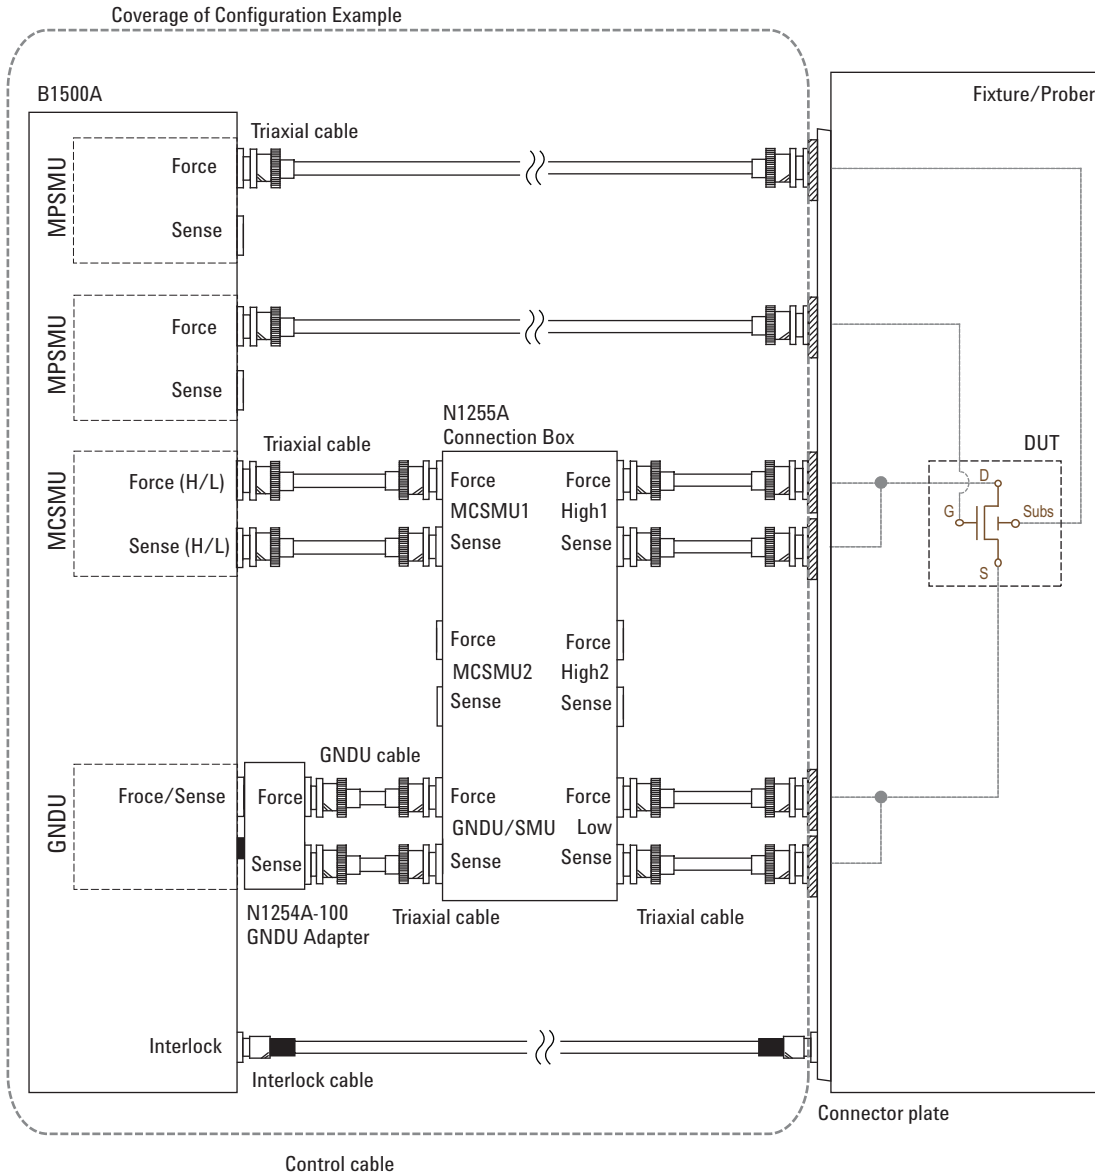 Coverage of Configuration Example
B1500A
Fixture/Prober
Triaxial cable
MPSMU
Force
Sense
MPSMU
Force
Sense
N1255A
Connection Box
Triaxial cable
DUT
MCSMU
Force (H/L)
Sense (H/L)
Force
MCSMU1
Sense
Force
High1
Sense
D
G
Subs
S
Force
MCSMU2
Sense
Force
High2
Sense
GNDU cable
GNDU
Froce/Sense
Force
Sense
Force
GNDU/SMU
Sense
Force
Low
Sense
N1254A-100
GNDU Adapter
Triaxial cable
Triaxial cable
Interlock
Interlock cable
Connector plate
Control cable